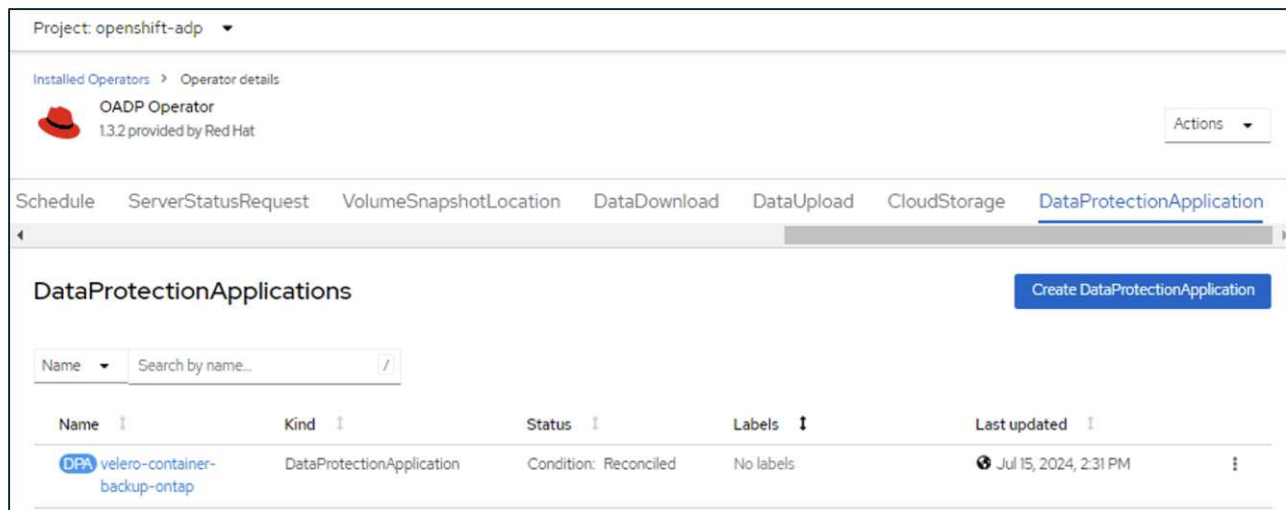 Project: openshift-adp
Installed Operators > Operator details
OADP Operator
1.3.2 provided by Red Hat
Actions
Schedule ServerStatusRequest VolumeSnapshotLocation DataDownload DataUpload CloudStorage DataProtectionApplication
DataProtectionApplications
Create DataProtectionApplication
Name Search by name... /
Name Kind Status Labels Last updated
DPA velero-container-backup-ontap DataProtectionApplication Condition: Reconciled No labels Jul 15, 2024, 2:31 PM